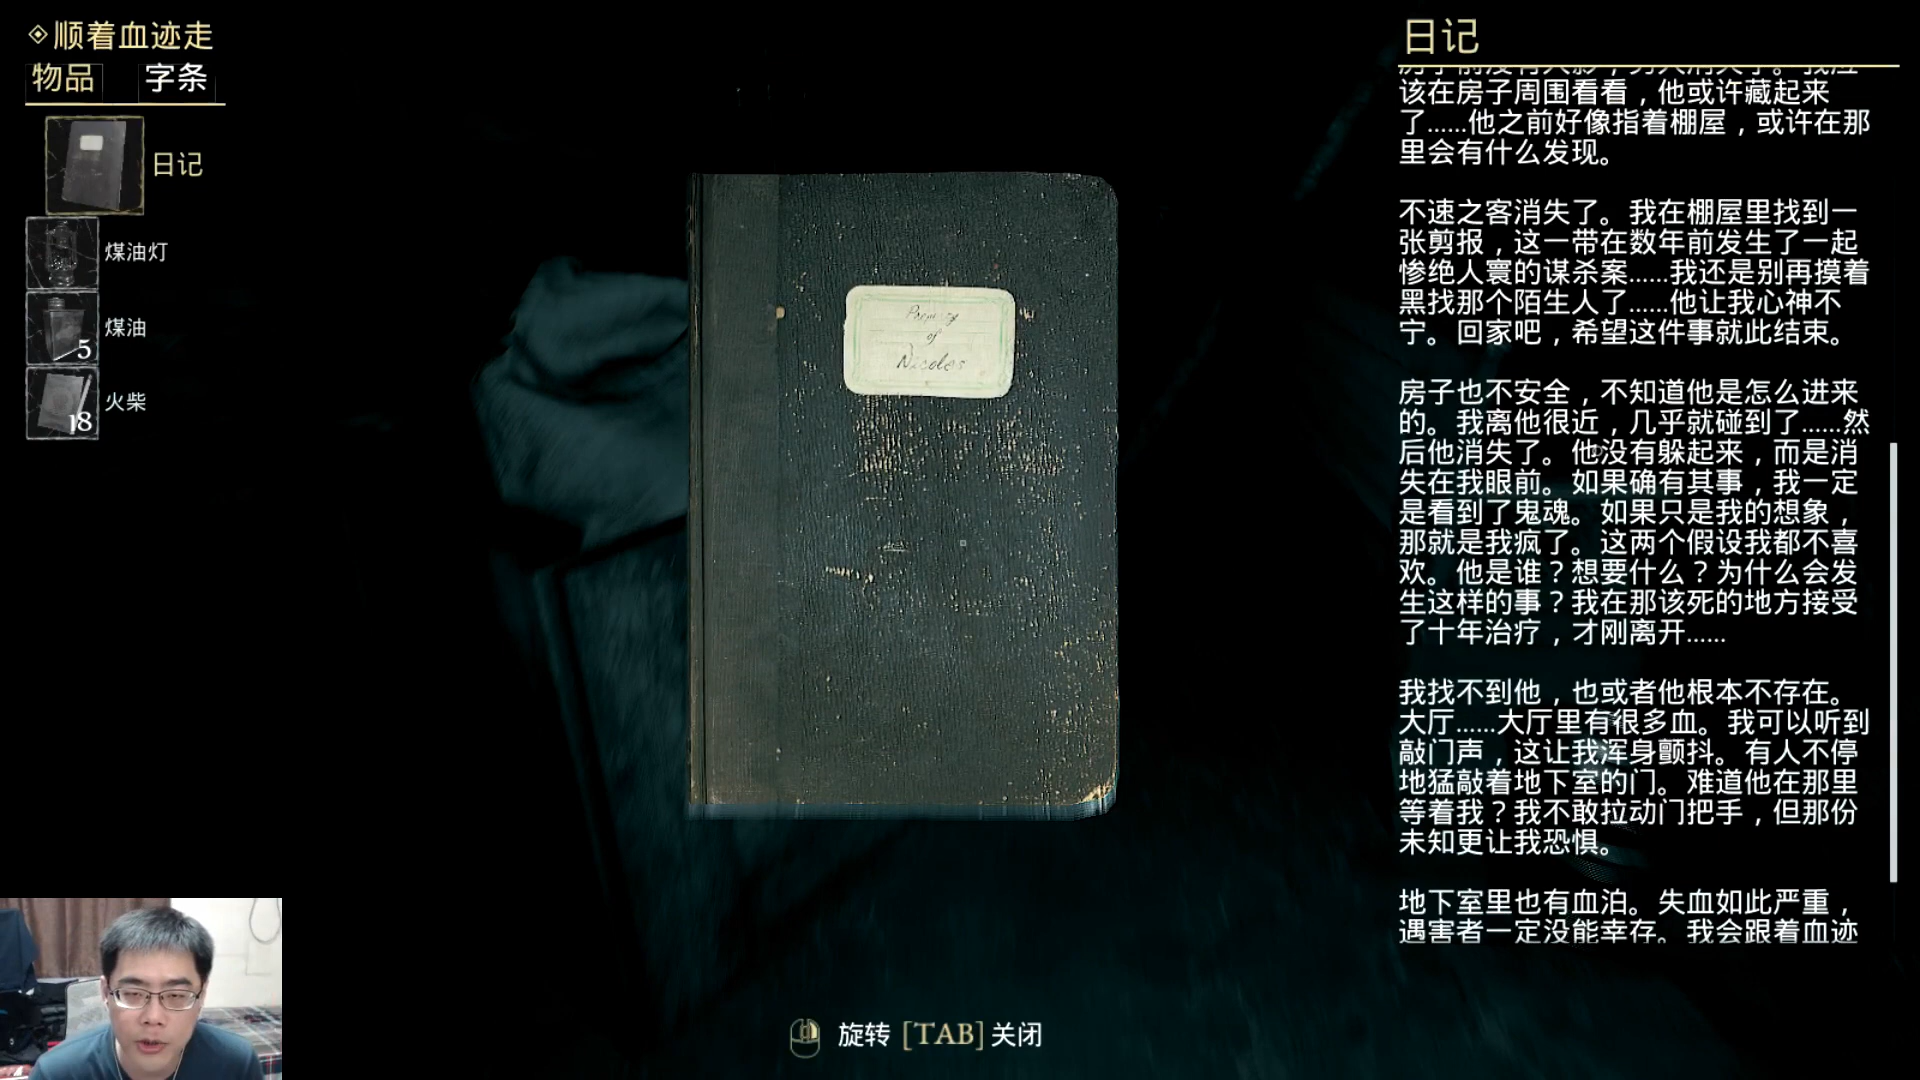 顺着血迹走
物品
字条
日记
煤油灯
煤油
5
火柴
18
Property
of
Nicolas
旋转 [TAB] 关闭
日记
该在房子周围看看，他或许藏起来
了……他之前好像指着棚屋，或许在那
里会有什么发现。
不速之客消失了。我在棚屋里找到一
张剪报，这一带在数年前发生了一起
惨绝人寰的谋杀案……我还是别再摸着
黑找那个陌生人了……他让我心神不
宁。回家吧，希望这件事就此结束。
房子也不安全，不知道他是怎么进来
的。我离他很近，几乎就碰到了……然
后他消失了。他没有躲起来，而是消
失在我眼前。如果确有其事，我一定
是看到了鬼魂。如果只是我的想象，
那就是我疯了。这两个假设我都不喜
欢。他是谁？想要什么？为什么会发
生这样的事？我在那该死的地方接受
了十年治疗，才刚离开……
我找不到他，也或者他根本不存在。
大厅……大厅里有很多血。我可以听到
敲门声，这让我浑身颤抖。有人不停
地猛敲着地下室的门。难道他在那里
等着我？我不敢拉动门把手，但那份
未知更让我恐惧。
地下室里也有血泊。失血如此严重，
遇害者一定没能幸存。我会跟着血迹